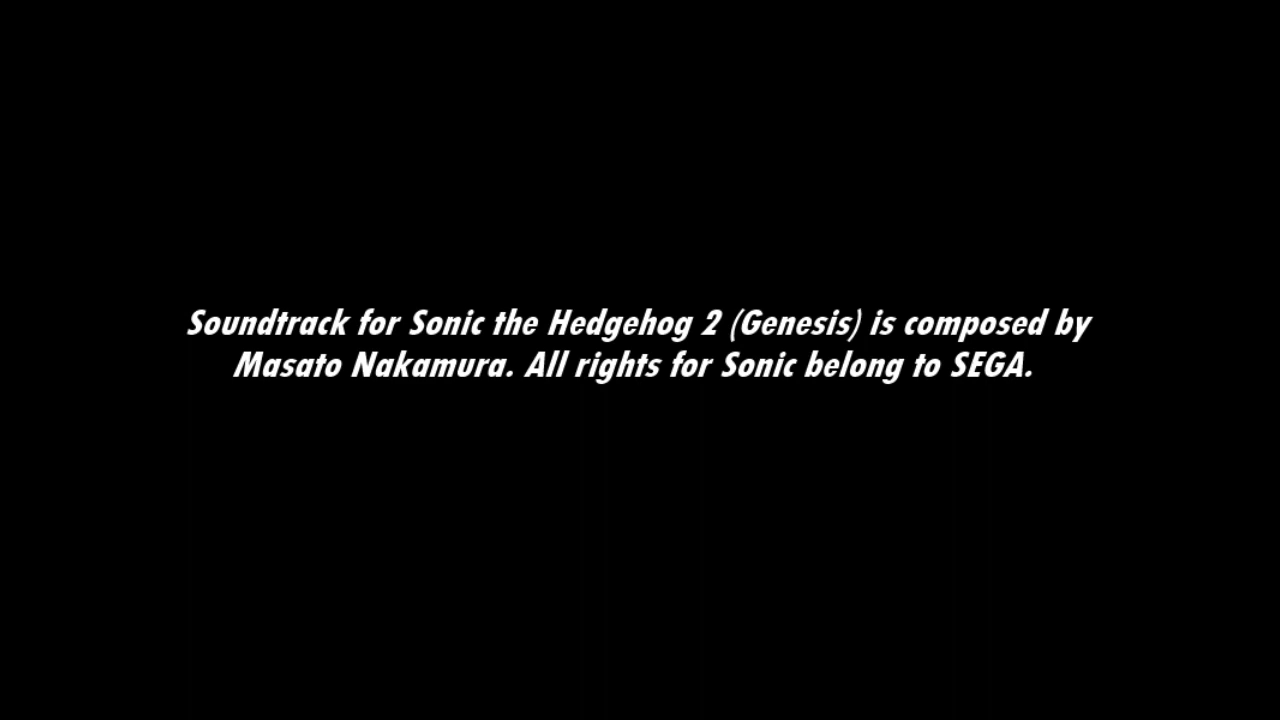 Soundtrack for Sonic the Hedgehog 2 (Genesis) is composed by
Masato Nakamura. All rights for Sonic belong to SEGA.